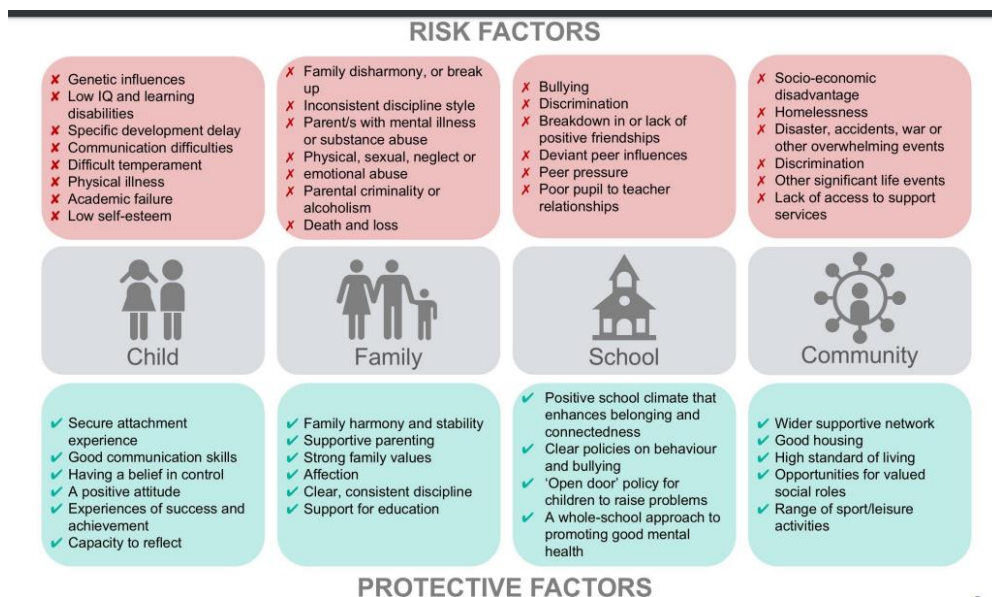 RISK FACTORS
✘ Genetic influences
✘ Low IQ and learning
disabilities
✘ Specific development delay
✘ Communication difficulties
✘ Difficult temperament
✘ Physical illness
✘ Academic failure
✘ Low self-esteem
✗ Family disharmony, or break
up
✗ Inconsistent discipline style
✗ Parent/s with mental illness
or substance abuse
✗ Physical, sexual, neglect or
✗ emotional abuse
✗ Parental criminality or
alcoholism
✗ Death and loss
✗ Bullying
✗ Discrimination
✗ Breakdown in or lack of
positive friendships
✗ Deviant peer influences
✗ Peer pressure
✗ Poor pupil to teacher
relationships
✗ Socio-economic
disadvantage
✗ Homelessness
✗ Disaster, accidents, war or
other overwhelming events
✗ Discrimination
✗ Other significant life events
✗ Lack of access to support
services
Child
Family
School
Community
✔ Secure attachment
experience
✔ Good communication skills
✔ Having a belief in control
✔ A positive attitude
✔ Experiences of success and
achievement
✔ Capacity to reflect
✔ Family harmony and stability
✔ Supportive parenting
✔ Strong family values
✔ Affection
✔ Clear, consistent discipline
✔ Support for education
✔ Positive school climate that
enhances belonging and
connectedness
✔ Clear policies on behaviour
and bullying
✔ ‘Open door’ policy for
children to raise problems
✔ A whole-school approach to
promoting good mental
health
✔ Wider supportive network
✔ Good housing
✔ High standard of living
✔ Opportunities for valued
social roles
✔ Range of sport/leisure
activities
PROTECTIVE FACTORS